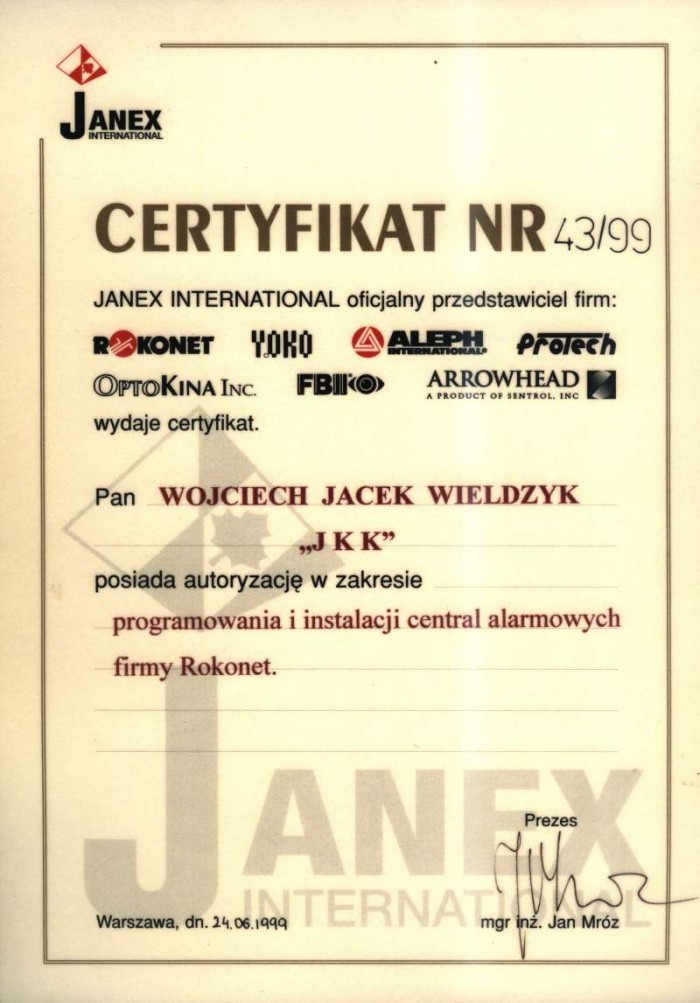 JANEX
INTERNATIONAL
CERTYFIKAT NR 43/99
JANEX INTERNATIONAL oficjalny przedstawiciel firm:
ROKONET YOKO ALEPH INTERNATIONAL® ProTech
OPTOKINA INC. FBII ARROWHEAD
A PRODUCT OF SENTROL, INC
wydaje certyfikat.
Pan WOJCIECH JACEK WIELDZYK
„J K K”
posiada autoryzację w zakresie
programowania i instalacji central alarmowych
firmy Rokonet.
JANEX
INTERNATIONAL
Prezes
Warszawa, dn. 24.06.1999 mgr inż. Jan Mróz